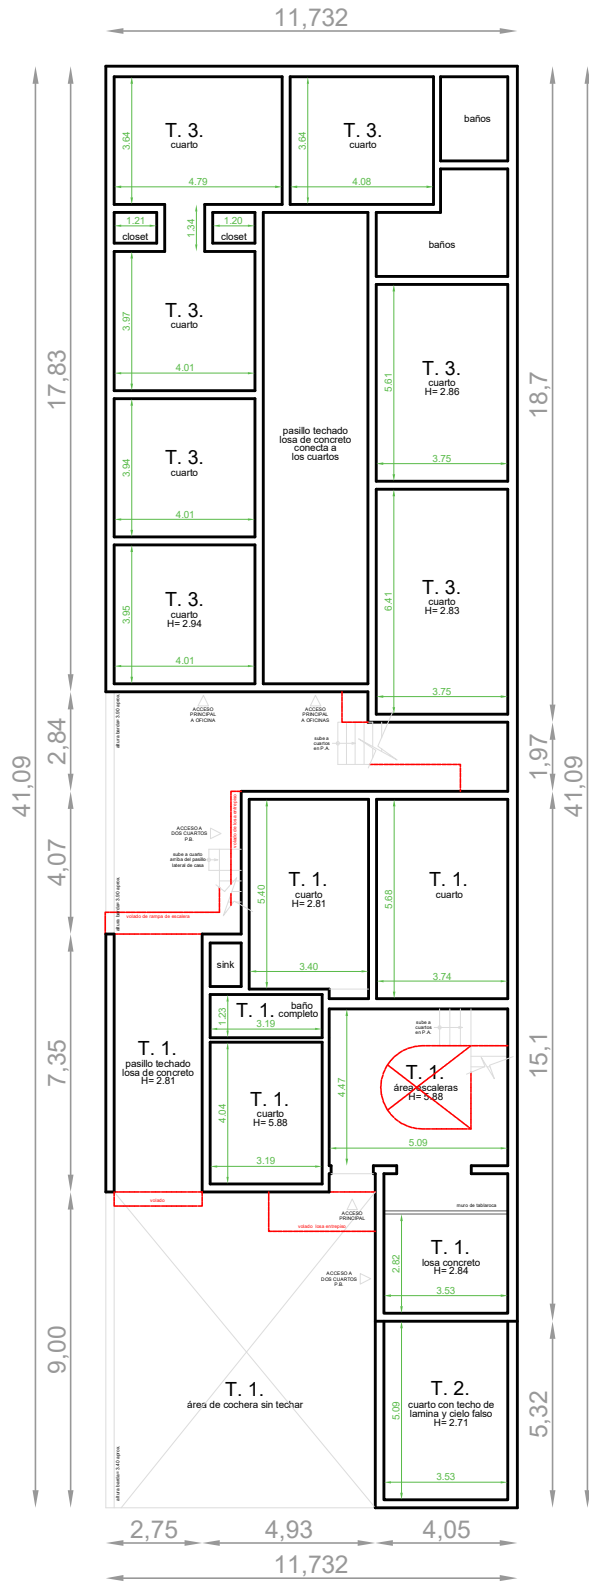 11,732
T. 3.
cuarto
3.64
4.79
T. 3.
cuarto
3.64
4.08
baños
1.21
closet
1.34
1.20
closet
baños
T. 3.
cuarto
3.97
4.01
17,83
T. 3.
cuarto
H= 2.86
5.61
3.75
18,7
pasillo techado
losa de concreto
conecta a
los cuartos
T. 3.
cuarto
3.94
4.01
T. 3.
cuarto
H= 2.94
3.95
4.01
T. 3.
cuarto
H= 2.83
6.41
3.75
ACCESO
PRINCIPAL
A OFICINA
ACCESO
PRINCIPAL
A OFICINAS
sube a
cuartos
en P.A.
2,84
1,97
41,09
41,09
ACCESO A
DOS CUARTOS
P.B.
sube a cuarto
arriba del pasillo
lateral de casa
volado de losa entrepiso
volado de rampa de escalera
4,07
T. 1.
cuarto
H= 2.81
5.40
3.40
T. 1.
cuarto
5.68
3.74
sink
T. 1.
baño
completo
1.23
3.19
sube a
cuartos
en P.A.
7,35
T. 1.
pasillo techado
losa de concreto
H= 2.81
T. 1.
cuarto
H= 5.88
4.04
3.19
T. 1.
área escaleras
H= 5.88
4.47
5.09
15,1
volado
volado losa entrepiso
ACCESO
PRINCIPAL
muro de tablaroca
T. 1.
losa concreto
H= 2.84
2.82
3.53
ACCESO A
DOS CUARTOS
P.B.
9,00
T. 1.
área de cochera sin techar
T. 2.
cuarto con techo de
lamina y cielo falso
H= 2.71
5.09
3.53
5,32
2,75
4,93
4,05
11,732